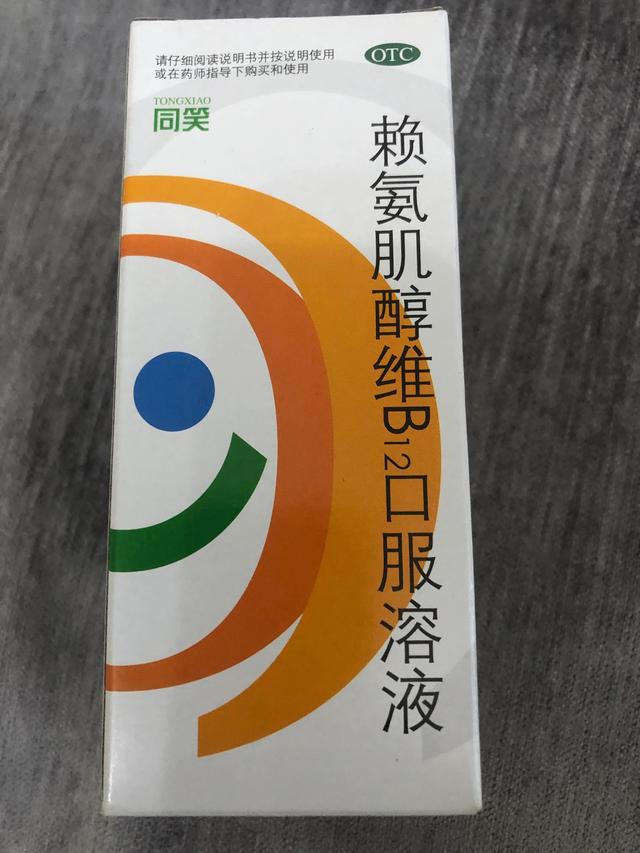 请仔细阅读说明书并按说明使用
或在药师指导下购买和使用
OTC
TONGXIAO
同笑
赖氨肌醇维B12口服溶液